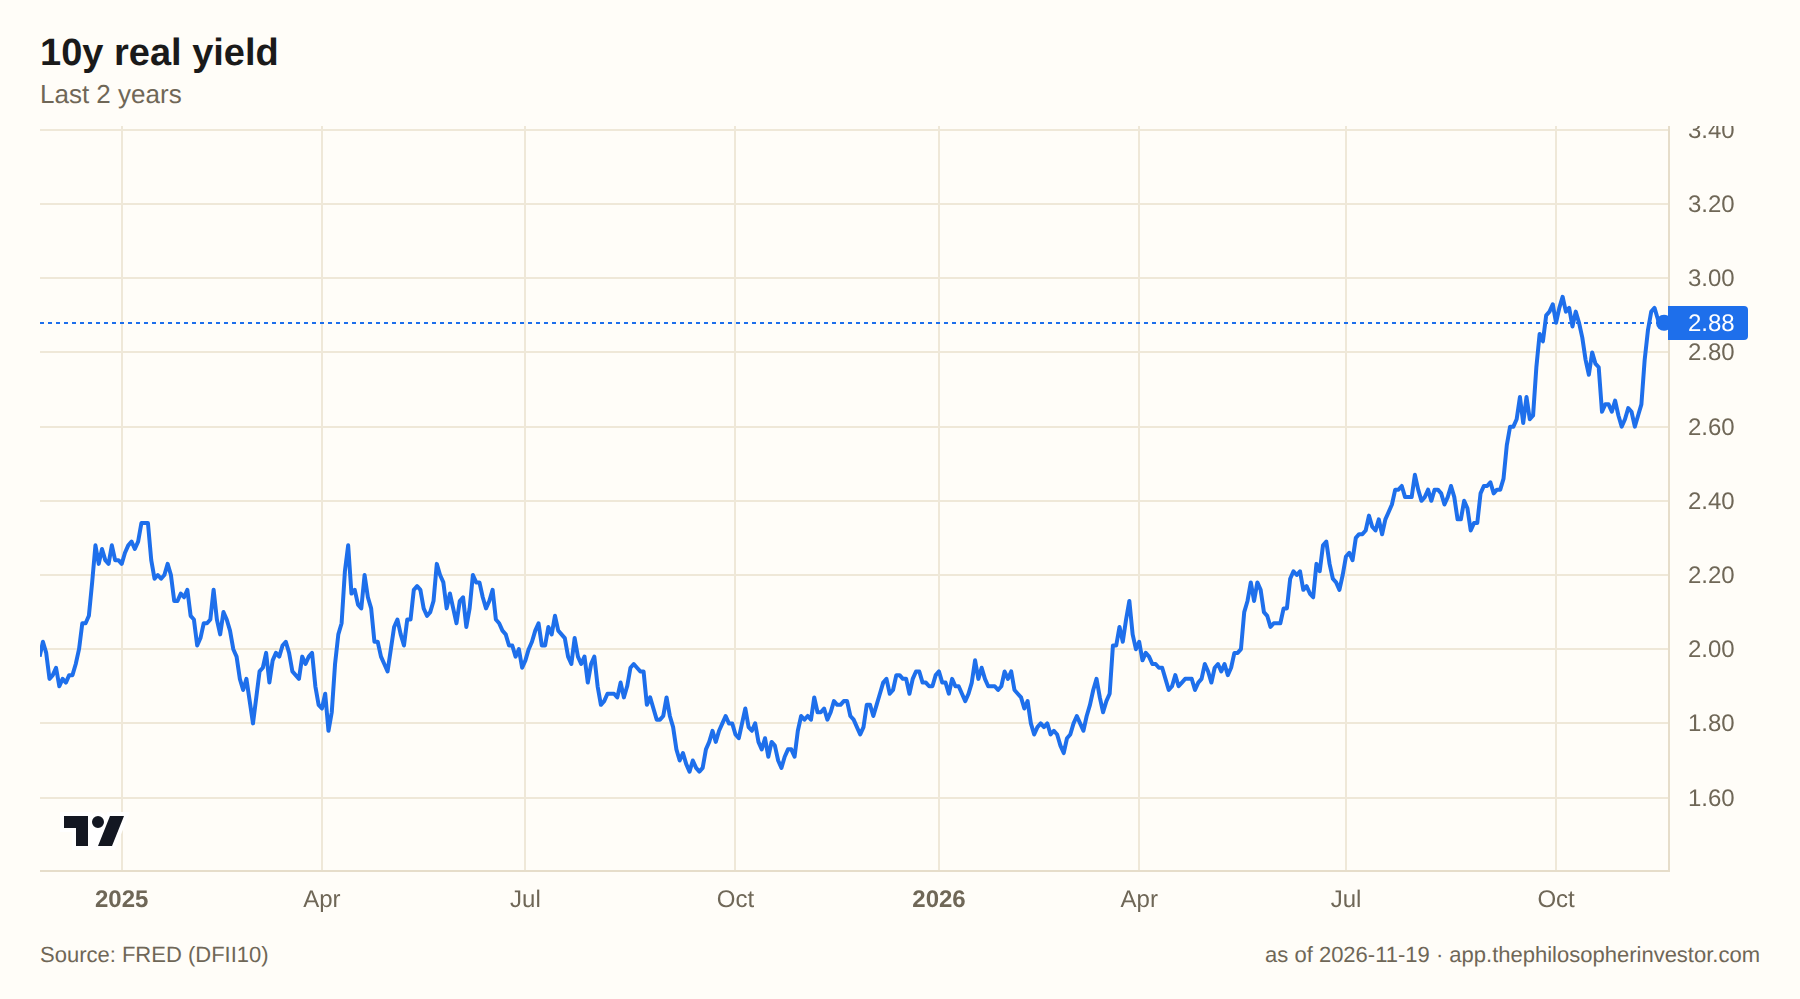 10y real yield
Last 2 years
3.40
3.20
3.00
2.88
2.80
2.60
2.40
2.20
2.00
1.80
1.60
2025 Apr Jul Oct 2026 Apr Jul Oct
Source: FRED (DFII10)
as of 2026-11-19 · app.thephilosopherinvestor.com